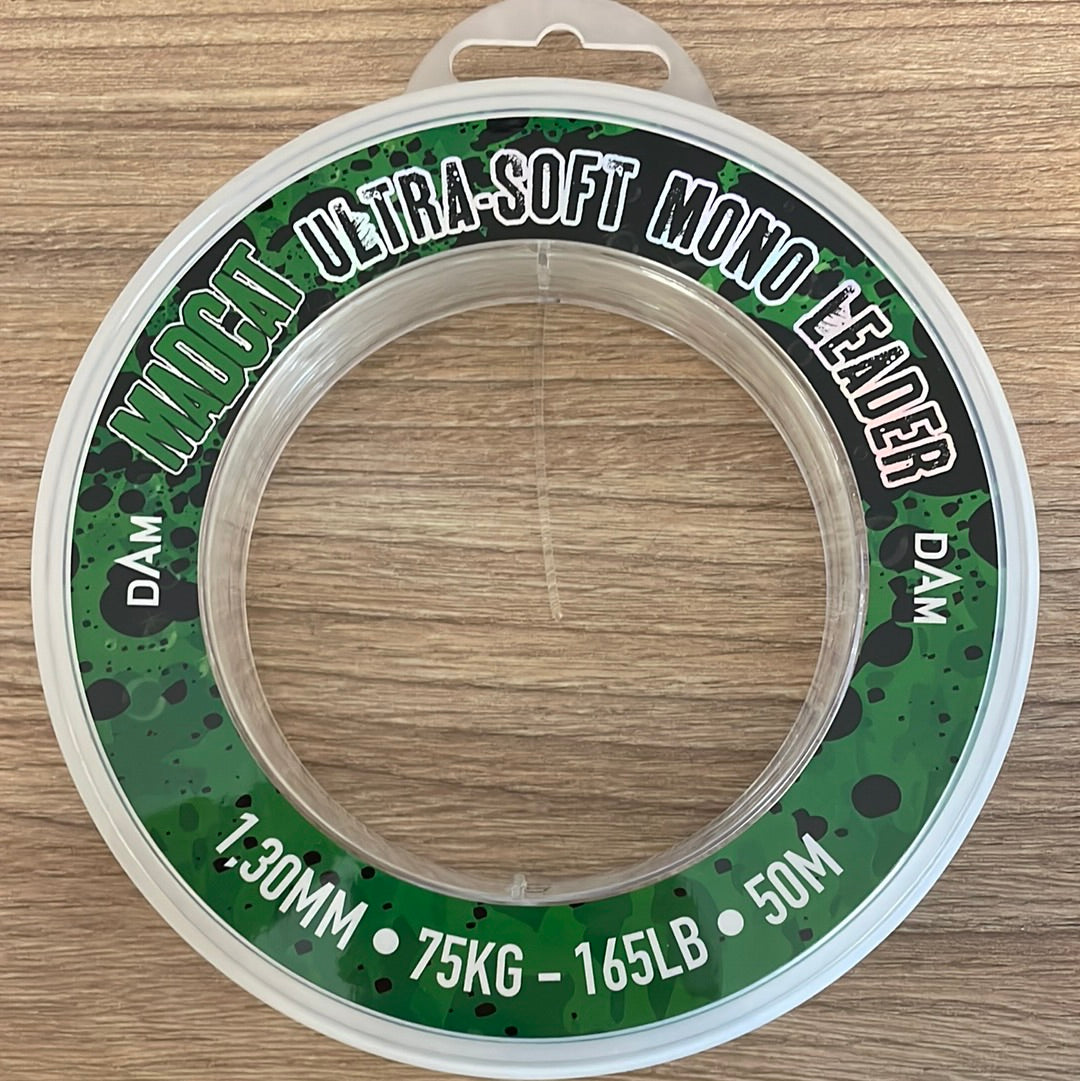 MADCAT ULTRA-SOFT MONO LEADER
DAM
DAM
1,30MM • 75KG - 165LB • 50M